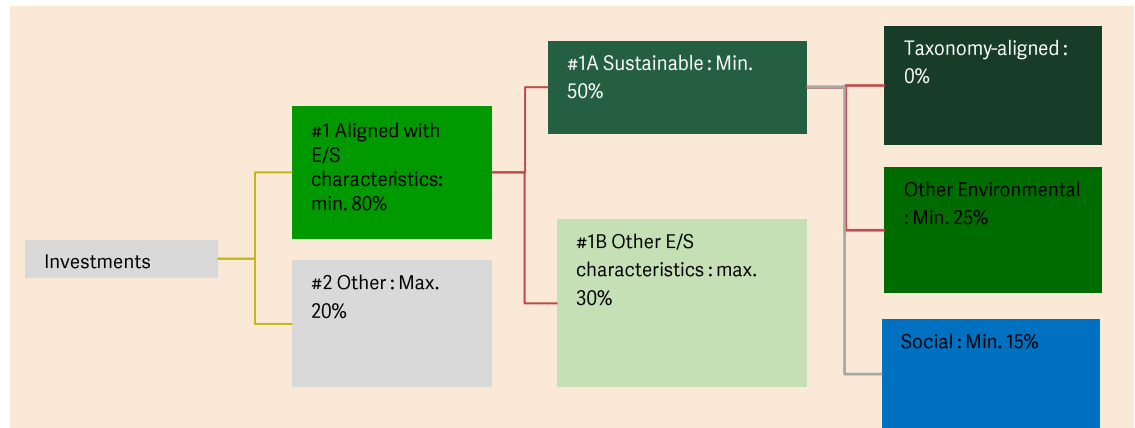 Investments
#1 Aligned with
E/S
characteristics:
min. 80%
#2 Other : Max.
20%
#1A Sustainable : Min.
50%
#1B Other E/S
characteristics : max.
30%
Taxonomy-aligned :
0%
Other Environmental
: Min. 25%
Social : Min. 15%